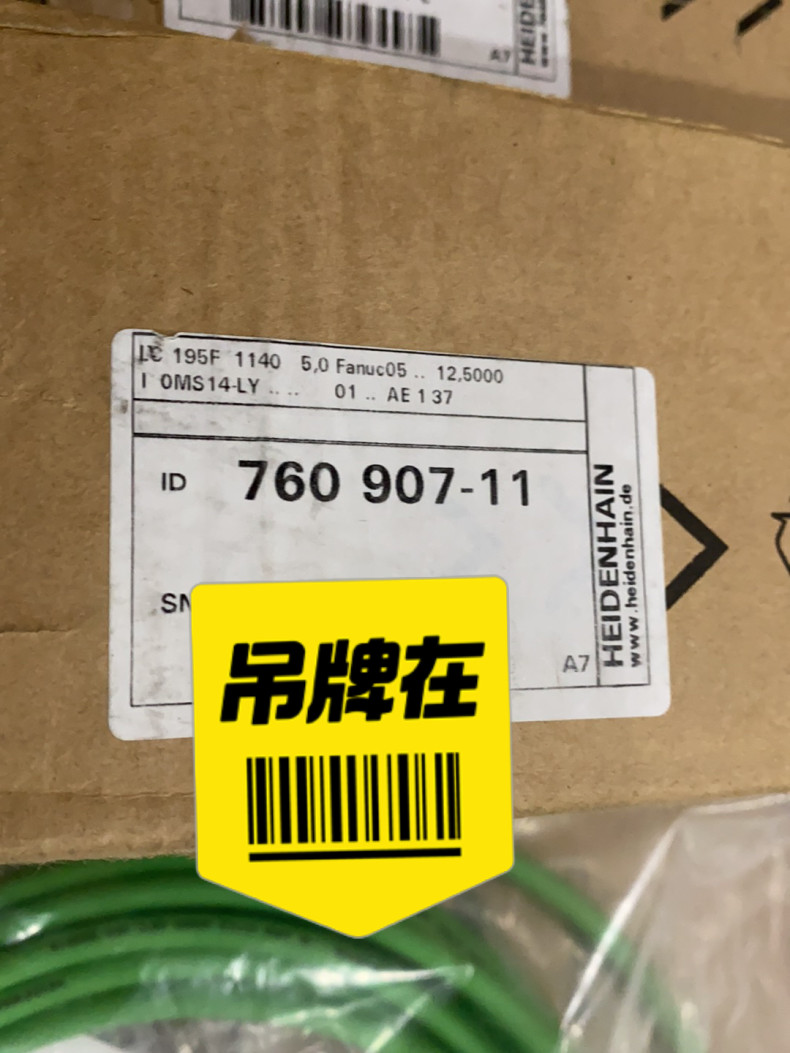 A7
LC 195F 1140 5,0 Fanuc05 .. 12,5000
I 0MS14-LY .. .. 01 .. AE 1 37
ID 760 907-11
SN
A7
HEIDENHAIN
www.heidenhain.de
吊牌在